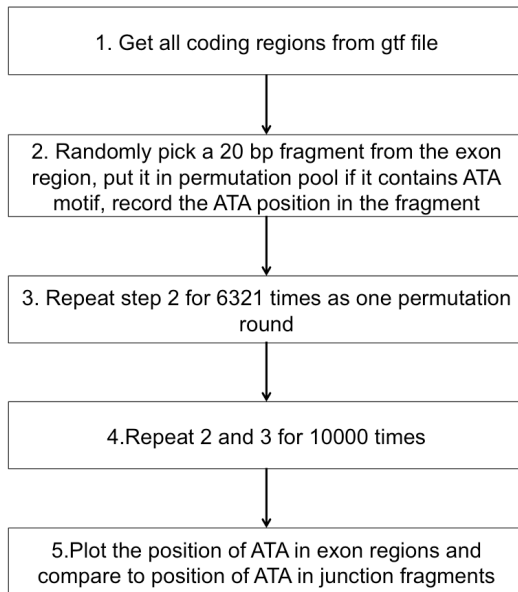 1. Get all coding regions from gtf file
2. Randomly pick a 20 bp fragment from the exon
region, put it in permutation pool if it contains ATA
motif, record the ATA position in the fragment
3. Repeat step 2 for 6321 times as one permutation
round
4.Repeat 2 and 3 for 10000 times
5.Plot the position of ATA in exon regions and
compare to position of ATA in junction fragments